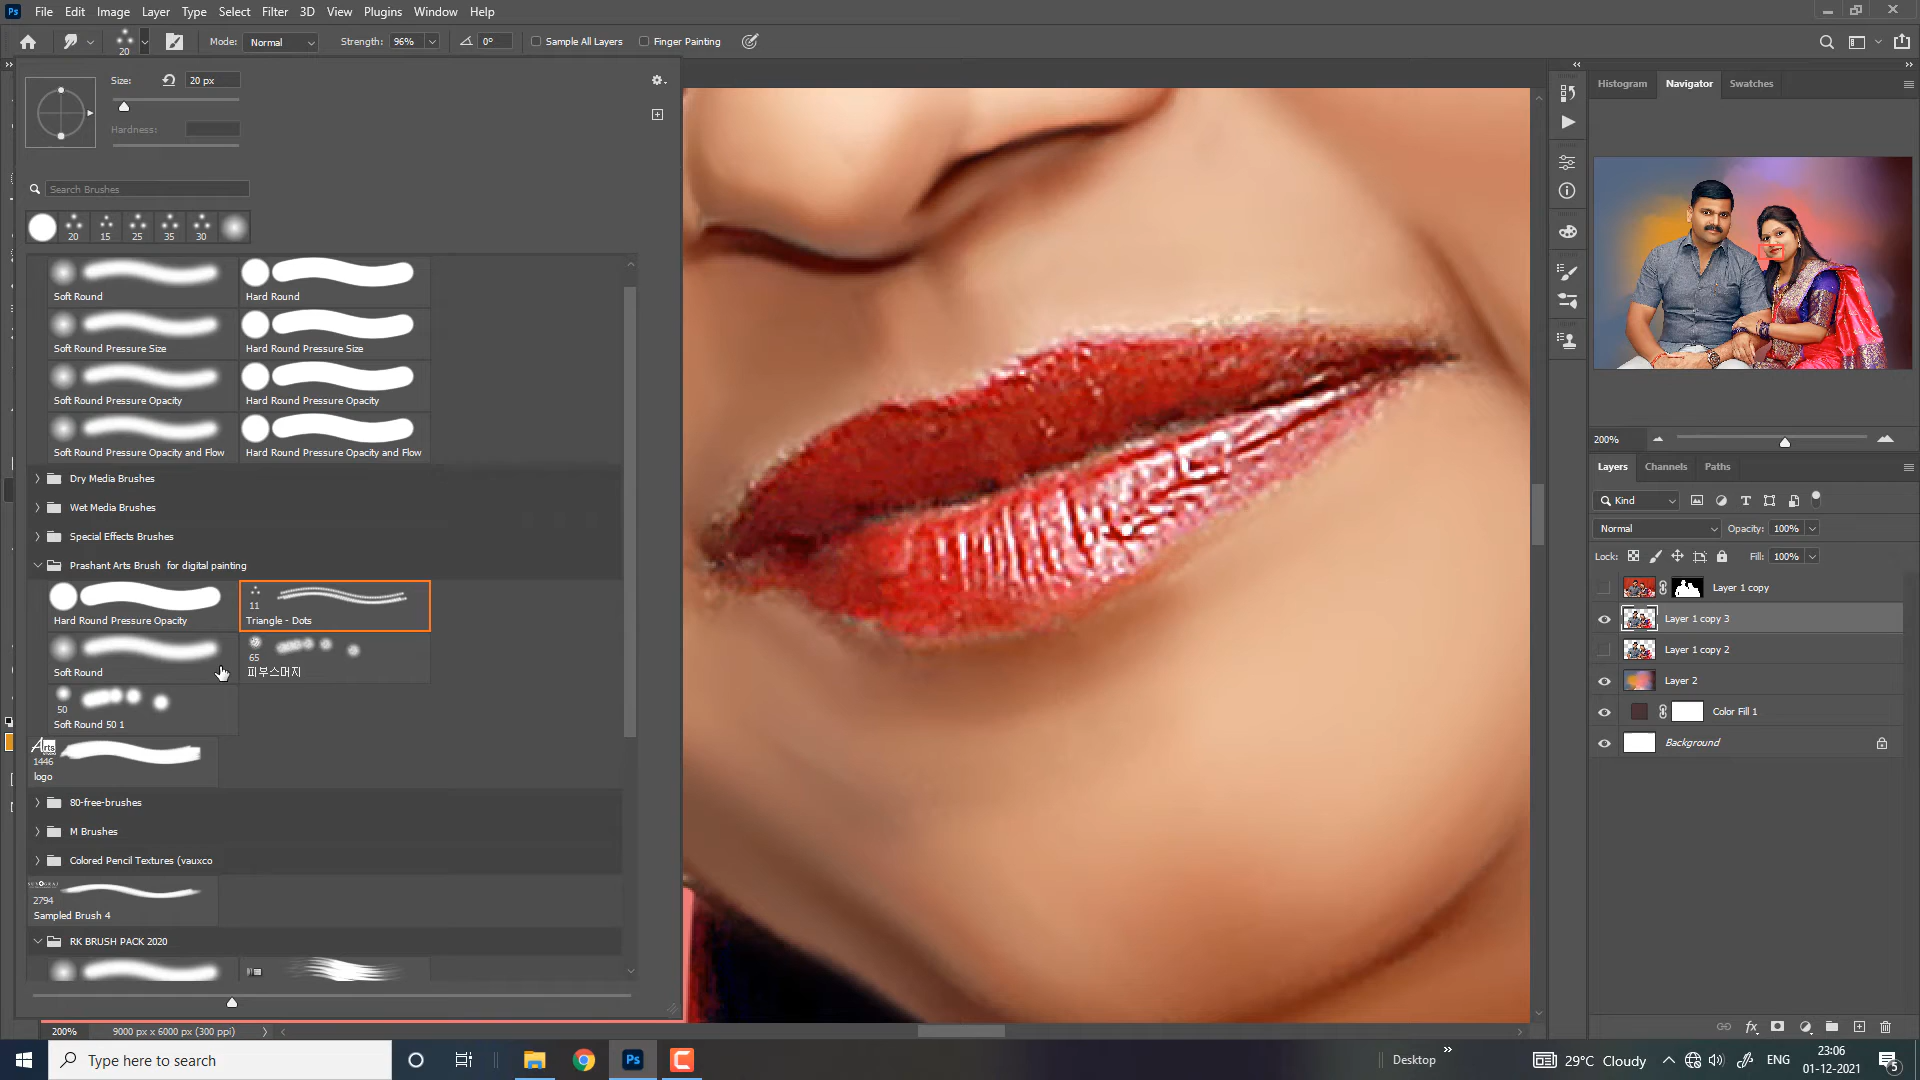 Ps File Edit Image Layer Type Select Filter 3D View Plugins Window Help
20 Mode: Normal Strength: 96% 0° Sample All Layers Finger Painting
Size: 20 px
Hardness:
Search Brushes
20 15 25 35 30
Soft Round Hard Round
Soft Round Pressure Size Hard Round Pressure Size
Soft Round Pressure Opacity Hard Round Pressure Opacity
Soft Round Pressure Opacity and Flow Hard Round Pressure Opacity and Flow
Dry Media Brushes
Wet Media Brushes
Special Effects Brushes
Prashant Arts Brush for digital painting
11
Hard Round Pressure Opacity Triangle - Dots
65
Soft Round 피부스머지
50
Soft Round 50 1
Arts
1446
logo
80-free-brushes
M Brushes
Colored Pencil Textures (vauxco
2794
Sampled Brush 4
RK BRUSH PACK 2020
200% 9000 px x 6000 px (300 ppi)
Histogram Navigator Swatches
200%
Layers Channels Paths
Kind
Normal Opacity: 100%
Lock: Fill: 100%
Layer 1 copy
Layer 1 copy 3
Layer 1 copy 2
Layer 2
Color Fill 1
Background
Type here to search
Ps
Desktop
29°C Cloudy
ENG
23:06
01-12-2021
5